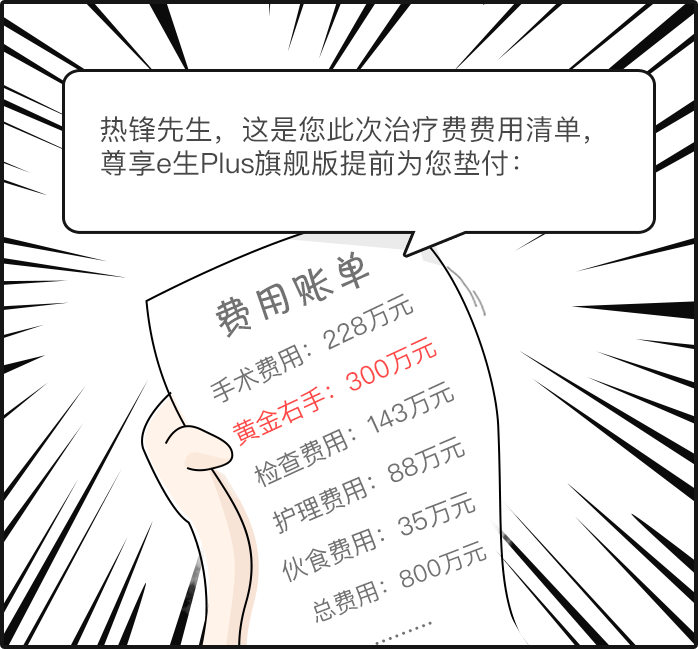 热锋先生，这是您此次治疗费费用清单，
尊享e生Plus旗舰版提前为您垫付：
费用账单
手术费用：228万元
黄金右手：300万元
检查费用：143万元
护理费用：88万元
伙食费用：35万元
总费用：800万元
..........